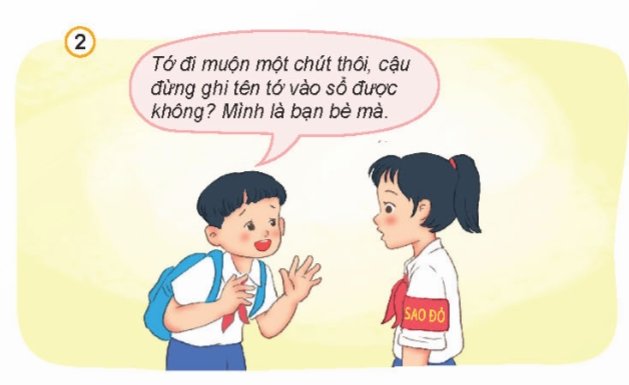 2
Tớ đi muộn một chút thôi, cậu
đừng ghi tên tớ vào sổ được
không? Mình là bạn bè mà.
SAO ĐỎ